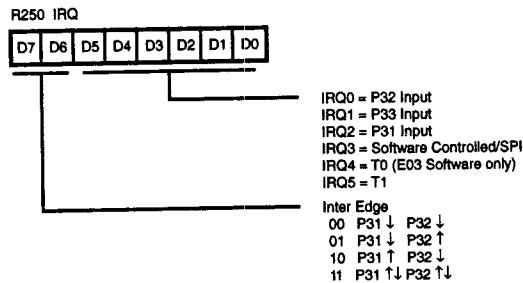 R250 IRQ
D7 D6 D5 D4 D3 D2 D1 D0
IRQ0 = P32 Input
IRQ1 = P33 Input
IRQ2 = P31 Input
IRQ3 = Software Controlled/SPI
IRQ4 = T0 (E03 Software only)
IRQ5 = T1
Inter Edge
00 P31 ↓ P32 ↓
01 P31 ↓ P32 ↑
10 P31 ↑ P32 ↓
11 P31 ↑↓ P32 ↑↓